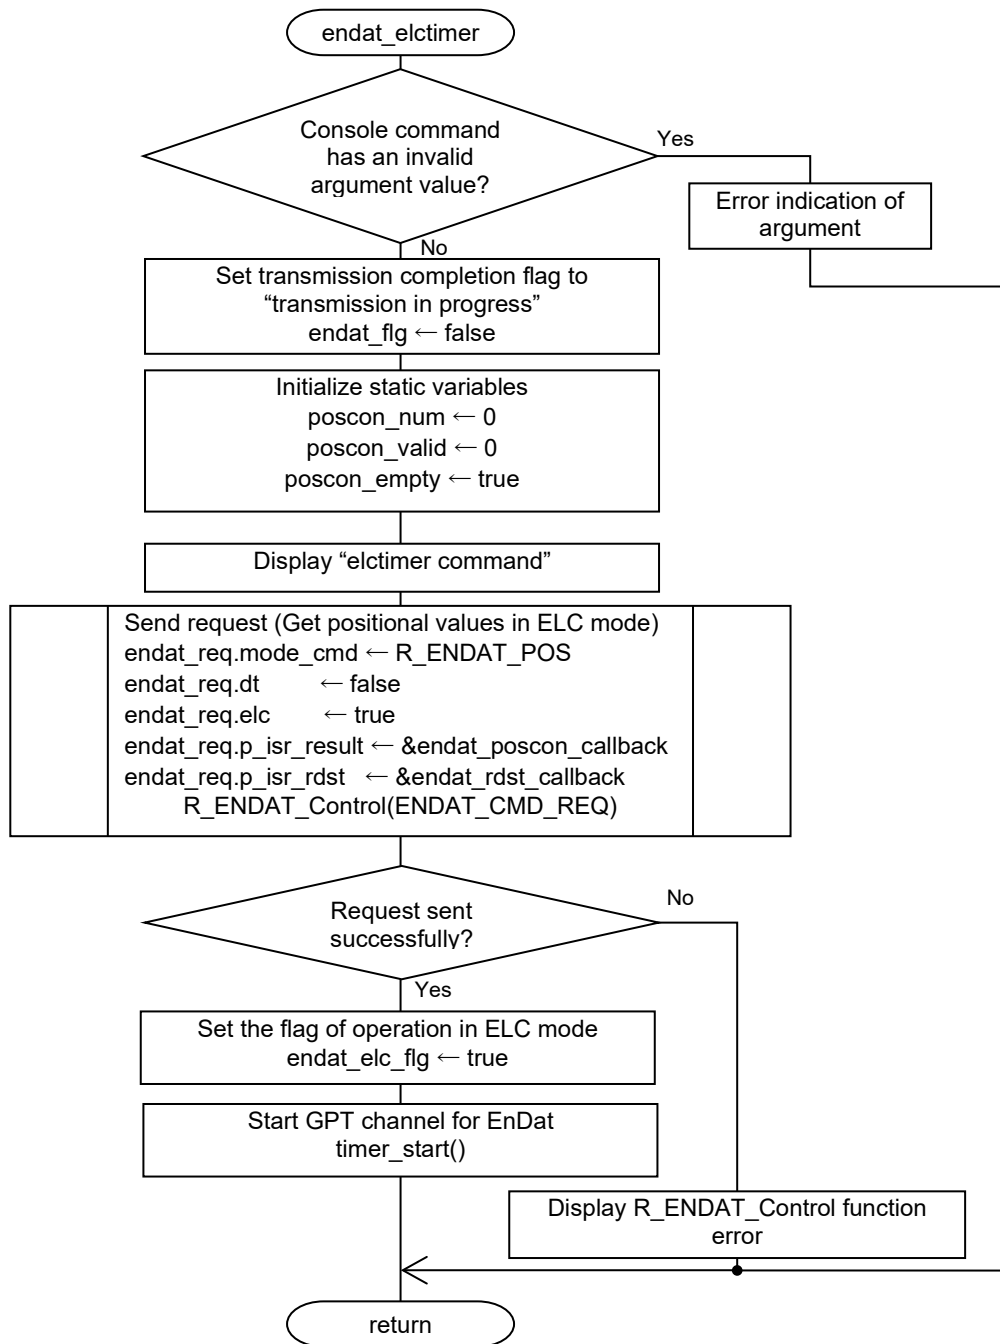 endat_elctimer
Console command
has an invalid
argument value?
Yes
Error indication of
argument
No
Set transmission completion flag to
“transmission in progress”
endat_flg ← false
Initialize static variables
poscon_num ← 0
poscon_valid ← 0
poscon_empty ← true
Display “elctimer command”
Send request (Get positional values in ELC mode)
endat_req.mode_cmd ← R_ENDAT_POS
endat_req.dt ← false
endat_req.elc ← true
endat_req.p_isr_result ← &endat_poscon_callback
endat_req.p_isr_rdst ← &endat_rdst_callback
R_ENDAT_Control(ENDAT_CMD_REQ)
Request sent
successfully?
No
Yes
Set the flag of operation in ELC mode
endat_elc_flg ← true
Start GPT channel for EnDat
timer_start()
Display R_ENDAT_Control function
error
return